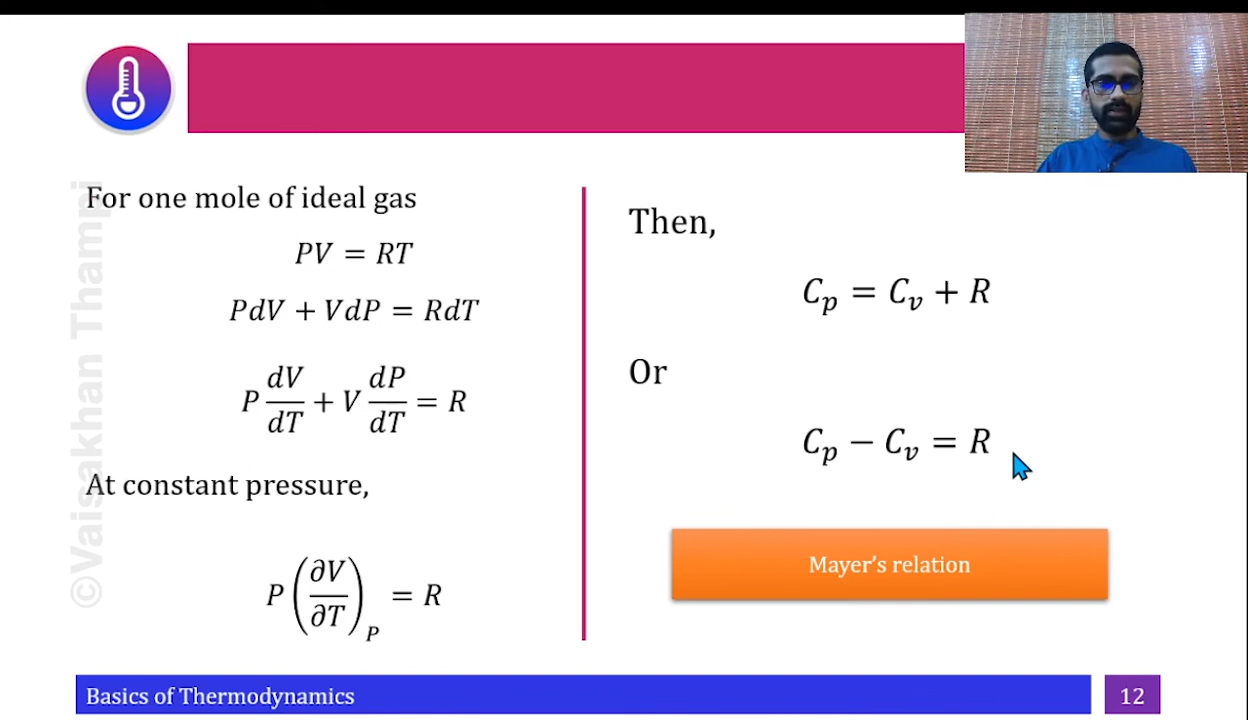 ©Vaisakhan Thampi
For one mole of ideal gas
PV = RT
PdV + VdP = RdT
P dV/dT + V dP/dT = R
At constant pressure,
P (∂V/∂T)_P = R
Then,
C_p = C_v + R
Or
C_p − C_v = R
Mayer's relation
Basics of Thermodynamics
12